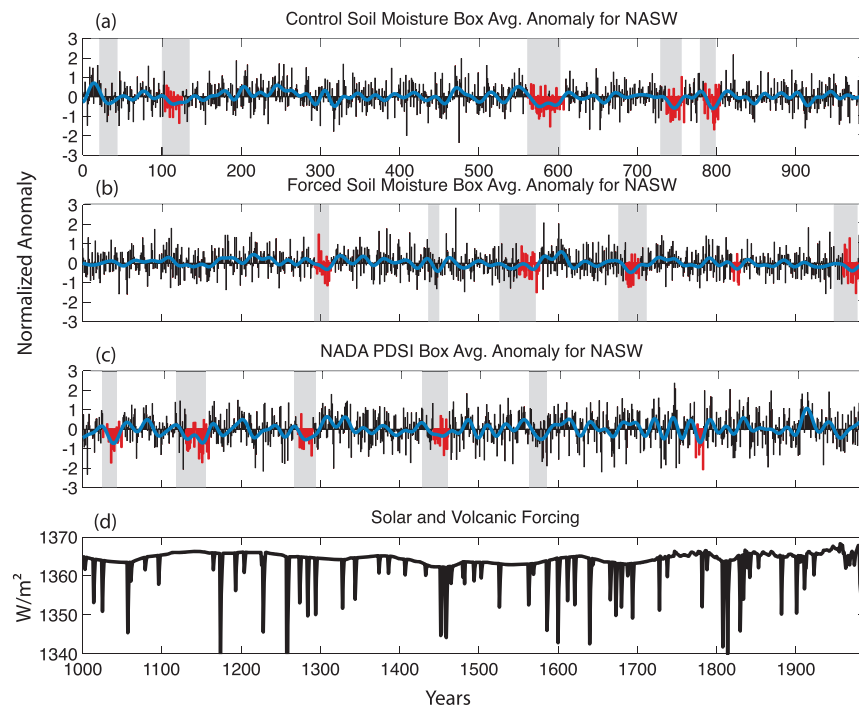 (a) Control Soil Moisture Box Avg. Anomaly for NASW
3
2
1
0
-1
-2
-3
0 100 200 300 400 500 600 700 800 900
(b) Forced Soil Moisture Box Avg. Anomaly for NASW
3
2
1
0
-1
-2
-3
Normalized Anomaly
(c) NADA PDSI Box Avg. Anomaly for NASW
3
2
1
0
-1
-2
-3
(d) Solar and Volcanic Forcing
1370
1360
1350
1340
W/m²
1000 1100 1200 1300 1400 1500 1600 1700 1800 1900
Years